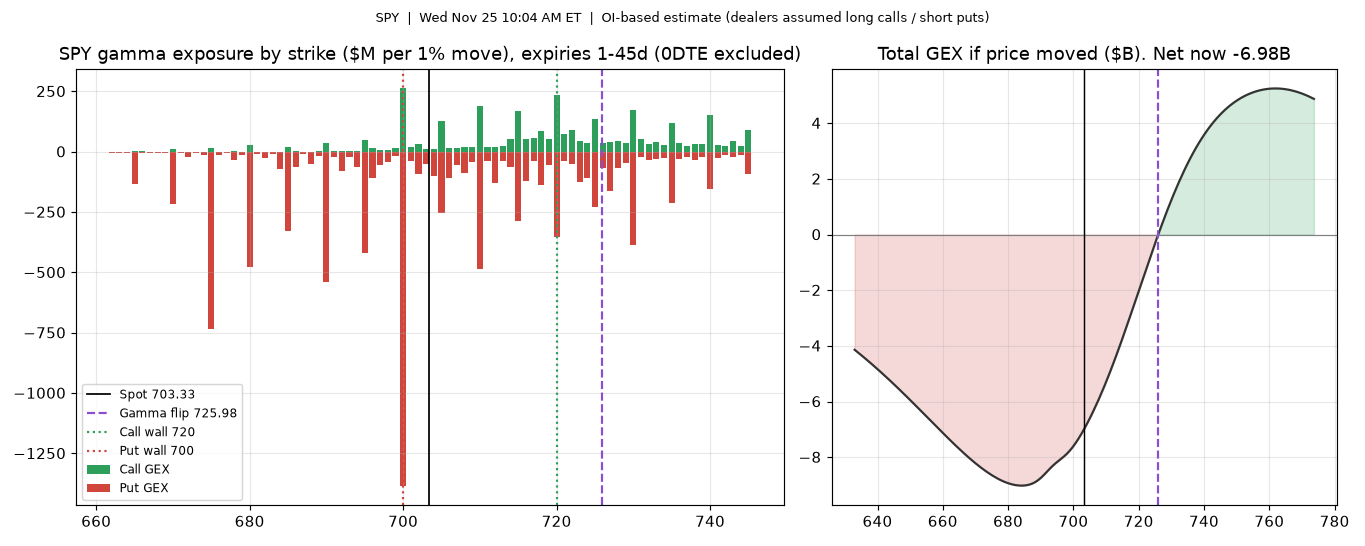 SPY | Wed Nov 25 10:04 AM ET | OI-based estimate (dealers assumed long calls / short puts)
SPY gamma exposure by strike ($M per 1% move), expiries 1-45d (0DTE excluded)
250
0
−250
−500
−750
−1000
−1250
Spot 703.33
Gamma flip 725.98
Call wall 720
Put wall 700
Call GEX
Put GEX
660 680 700 720 740
Total GEX if price moved ($B). Net now -6.98B
4
2
0
−2
−4
−6
−8
640 660 680 700 720 740 760 780